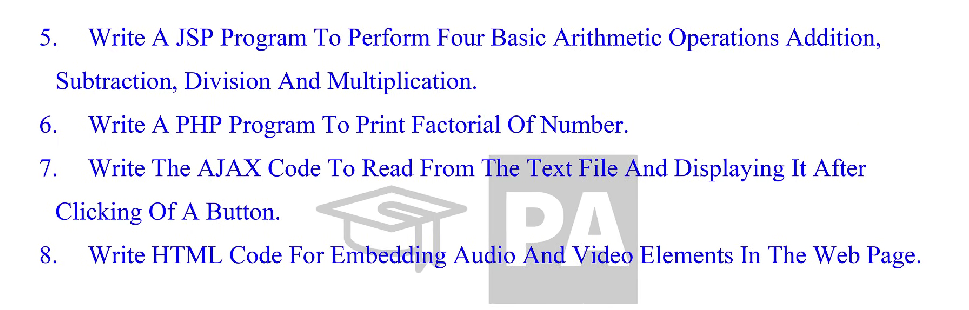 5. Write A JSP Program To Perform Four Basic Arithmetic Operations Addition,
Subtraction, Division And Multiplication.
6. Write A PHP Program To Print Factorial Of Number.
7. Write The AJAX Code To Read From The Text File And Displaying It After
Clicking Of A Button.
PA
8. Write HTML Code For Embedding Audio And Video Elements In The Web Page.